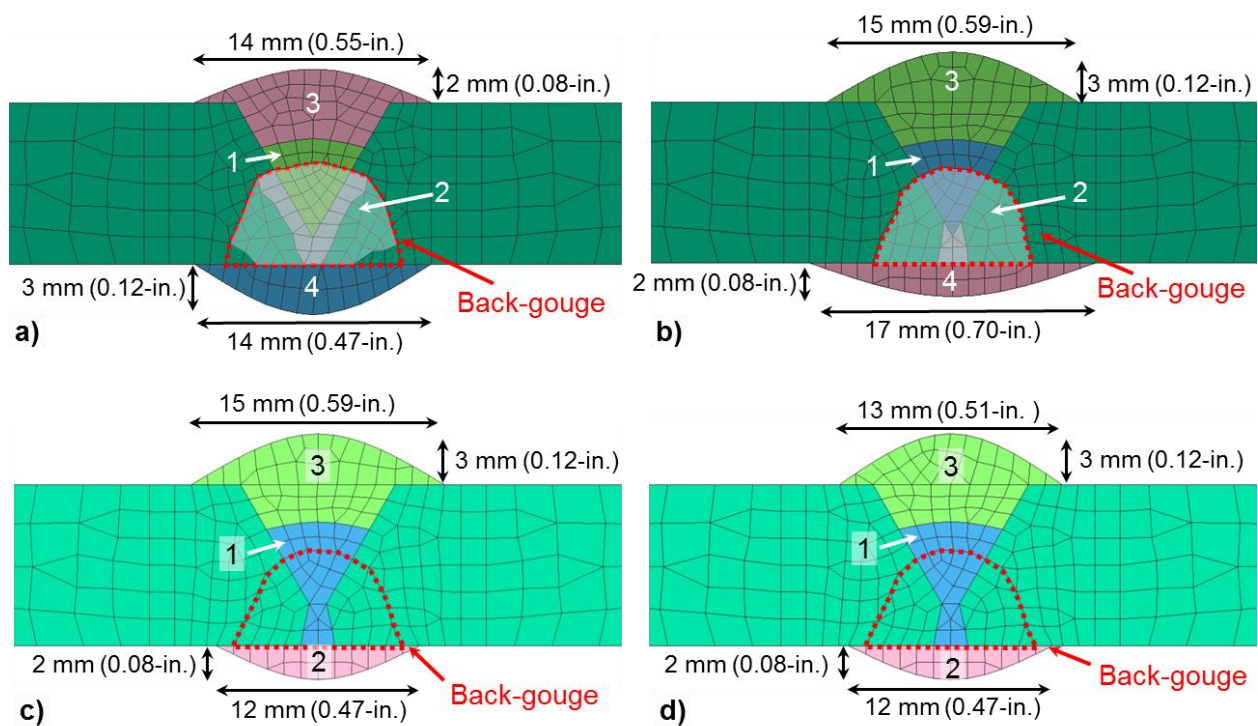 14 mm (0.55-in.)
2 mm (0.08-in.)
3
1
2
3 mm (0.12-in.)
4
Back-gouge
a)
14 mm (0.47-in.)
15 mm (0.59-in.)
3 mm (0.12-in.)
3
1
2
2 mm (0.08-in.)
4
Back-gouge
b)
17 mm (0.70-in.)
15 mm (0.59-in.)
3 mm (0.12-in.)
3
1
2 mm (0.08-in.)
2
Back-gouge
c)
12 mm (0.47-in.)
13 mm (0.51-in. )
3 mm (0.12-in.)
3
1
2 mm (0.08-in.)
2
Back-gouge
d)
12 mm (0.47-in.)